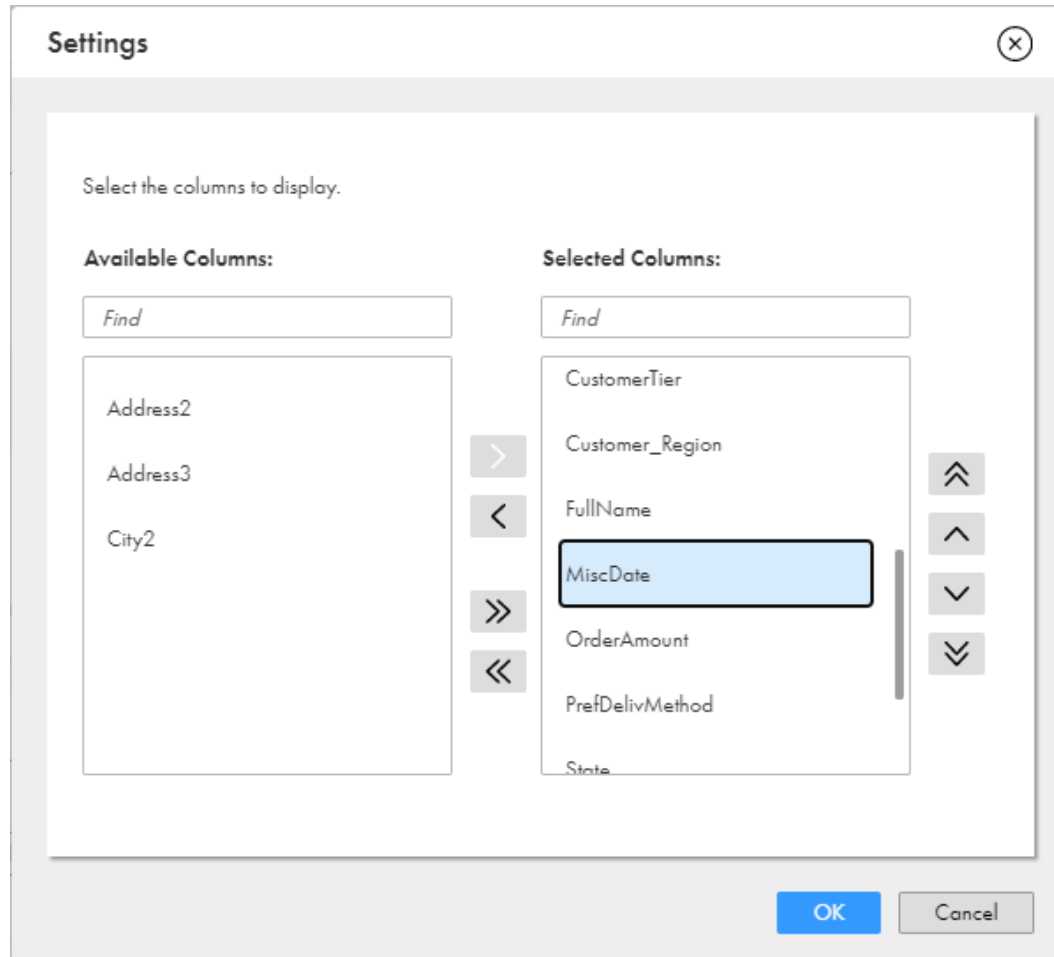 Settings
Select the columns to display.
Available Columns:
Find
Address2
Address3
City2
Selected Columns:
Find
CustomerTier
Customer_Region
FullName
MiscDate
OrderAmount
PrefDelivMethod
State
OK
Cancel